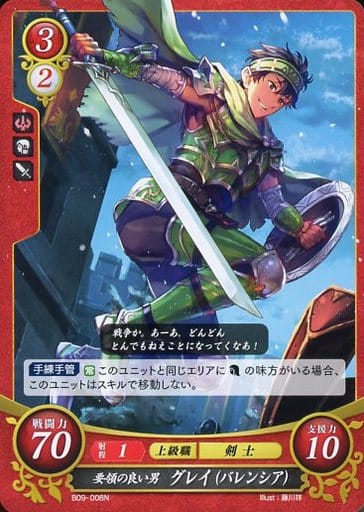 3
2
戦争か。あーあ、どんどん
とんでもねえことになってくなあ！
手練手管 常 このユニットと同じエリアに の味方がいる場合、
このユニットはスキルで移動しない。
戦闘力
70
射程 1
上級職
剣士
支援力
10
要領の良い男 グレイ（バレンシア）
B09-006N
Illust：藤川祥